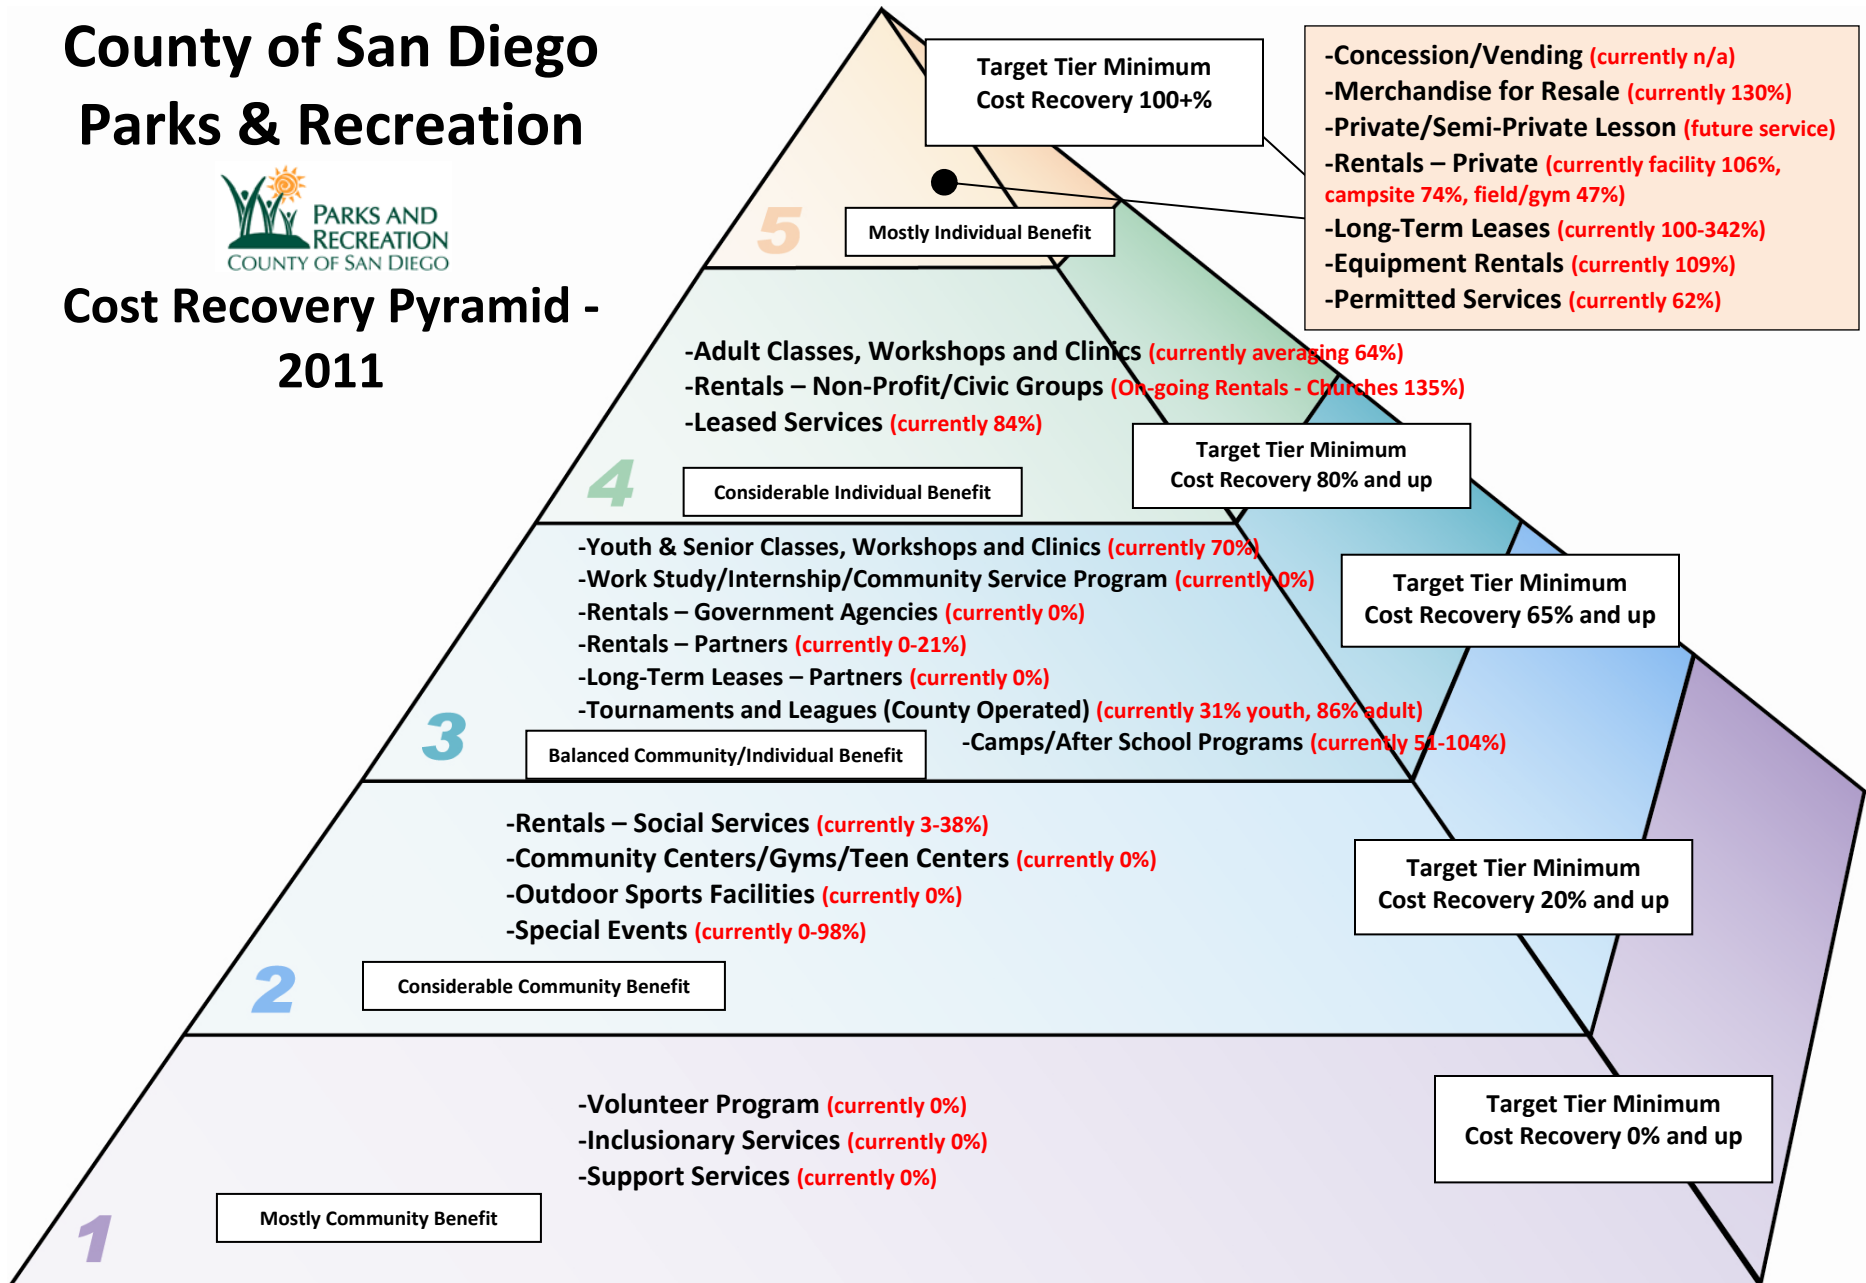 County of San Diego
Parks & Recreation
PARKS AND
RECREATION
COUNTY OF SAN DIEGO
Cost Recovery Pyramid -
2011
Target Tier Minimum
Cost Recovery 100+%
-Concession/Vending (currently n/a)
-Merchandise for Resale (currently 130%)
-Private/Semi-Private Lesson (future service)
-Rentals – Private (currently facility 106%,
campsite 74%, field/gym 47%)
-Long-Term Leases (currently 100-342%)
-Equipment Rentals (currently 109%)
-Permitted Services (currently 62%)
5
Mostly Individual Benefit
-Adult Classes, Workshops and Clinics (currently averaging 64%)
-Rentals – Non-Profit/Civic Groups (On-going Rentals - Churches 135%)
-Leased Services (currently 84%)
Target Tier Minimum
Cost Recovery 80% and up
4
Considerable Individual Benefit
-Youth & Senior Classes, Workshops and Clinics (currently 70%)
-Work Study/Internship/Community Service Program (currently 0%)
-Rentals – Government Agencies (currently 0%)
-Rentals – Partners (currently 0-21%)
-Long-Term Leases – Partners (currently 0%)
-Tournaments and Leagues (County Operated) (currently 31% youth, 86% adult)
-Camps/After School Programs (currently 51-104%)
Target Tier Minimum
Cost Recovery 65% and up
3
Balanced Community/Individual Benefit
-Rentals – Social Services (currently 3-38%)
-Community Centers/Gyms/Teen Centers (currently 0%)
-Outdoor Sports Facilities (currently 0%)
-Special Events (currently 0-98%)
Target Tier Minimum
Cost Recovery 20% and up
2
Considerable Community Benefit
-Volunteer Program (currently 0%)
-Inclusionary Services (currently 0%)
-Support Services (currently 0%)
Target Tier Minimum
Cost Recovery 0% and up
1
Mostly Community Benefit